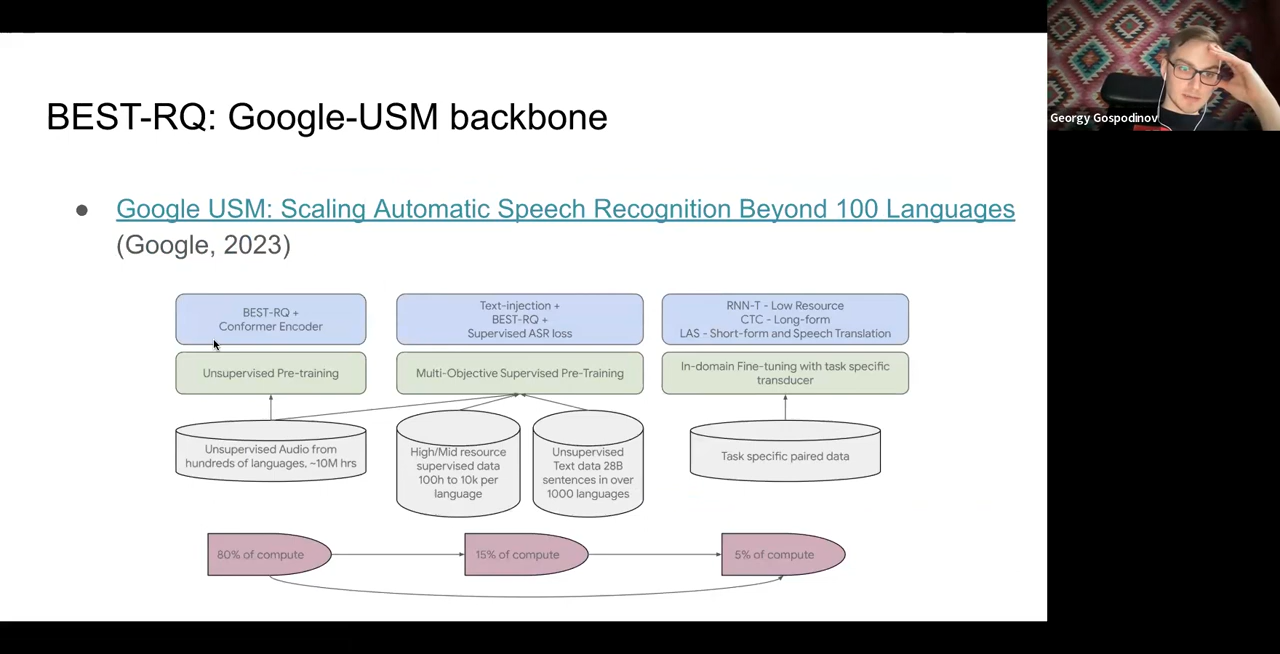 BEST-RQ: Google-USM backbone
Georgy Gospodinov
● Google USM: Scaling Automatic Speech Recognition Beyond 100 Languages
(Google, 2023)
BEST-RQ +
Conformer Encoder
Text-injection +
BEST-RQ +
Supervised ASR loss
RNN-T - Low Resource
CTC - Long-form
LAS - Short-form and Speech Translation
Unsupervised Pre-training
Multi-Objective Supervised Pre-Training
In-domain Fine-tuning with task specific
transducer
Unsupervised Audio from
hundreds of languages, ~10M hrs
High/Mid resource
supervised data
100h to 10k per
language
Unsupervised
Text data 28B
sentences in over
1000 languages
Task specific paired data
80% of compute
15% of compute
5% of compute